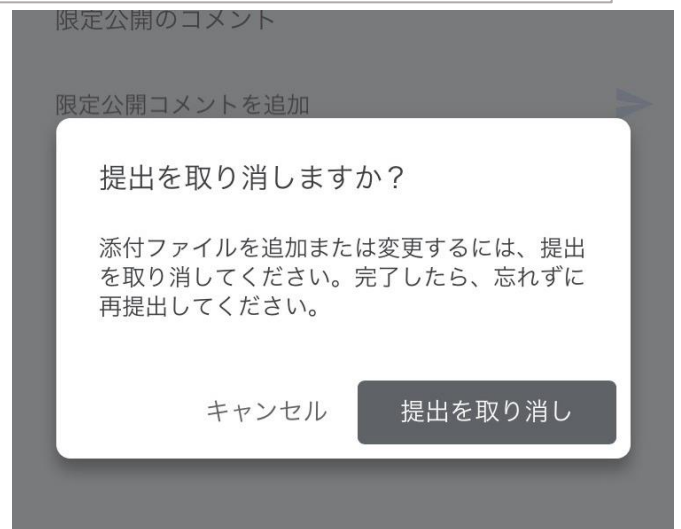 限定公開のコメント
限定公開コメントを追加
提出を取り消しますか？
添付ファイルを追加または変更するには、提出
を取り消してください。完了したら、忘れずに
再提出してください。
キャンセル
提出を取り消し